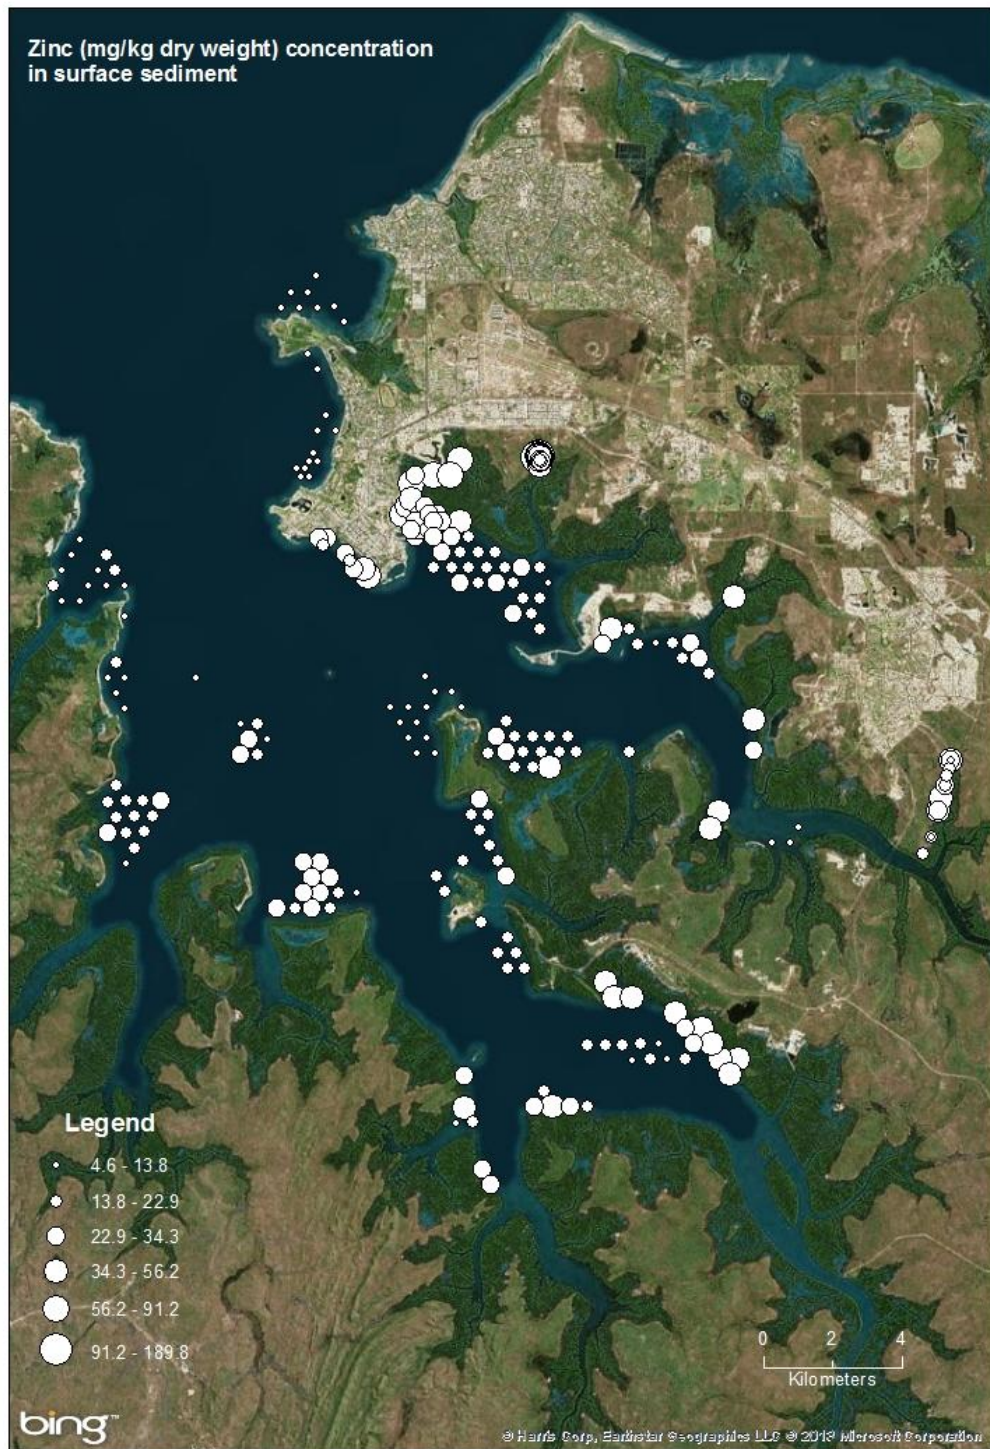 Zinc (mg/kg dry weight) concentration
in surface sediment
Legend
4.6 - 13.8
13.8 - 22.9
22.9 - 34.3
34.3 - 56.2
56.2 - 91.2
91.2 - 189.8
0 2 4
Kilometers
bing™
© Harris Corp, Earthstar Geographics LLC © 2013 Microsoft Corporation